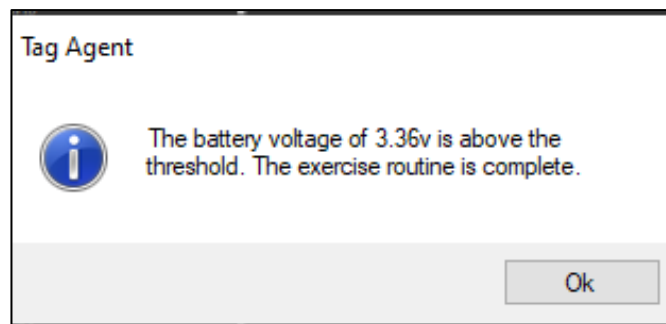 Tag Agent
The battery voltage of 3.36v is above the
threshold. The exercise routine is complete.
Ok